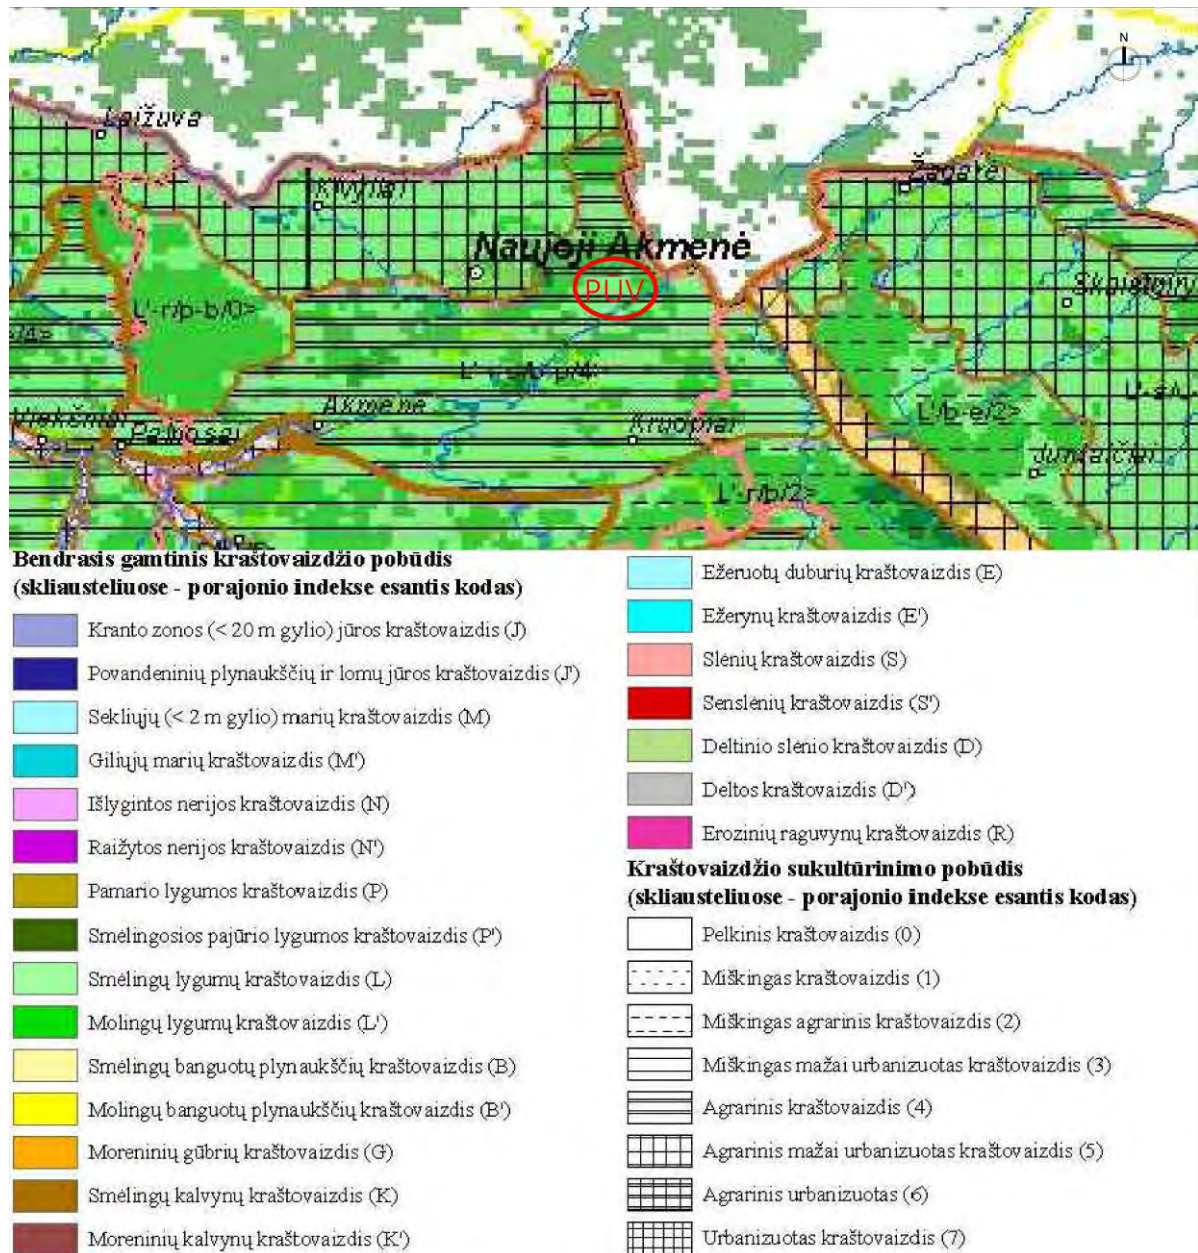 N
Laižuva
Klyviai
Žagarė
Naujoji Akmenė
PŪV
L'-r/p-b/0>
Akmenė
Kruopiai
L'/b-e/2>
L'-r/b/2>
Bendrasis gamtinis kraštovaizdžio pobūdis
(skliausteliuose - porajonio indekse esantis kodas)
Kranto zonos (< 20 m gylio) jūros kraštovaizdis (J)
Povandeninių plynaukščių ir lomų jūros kraštovaizdis (J')
Sekliųjų (< 2 m gylio) marių kraštovaizdis (M)
Giliųjų marių kraštovaizdis (M')
Išlygintos nerijos kraštovaizdis (N)
Raižytos nerijos kraštovaizdis (N')
Pamario lygumos kraštovaizdis (P)
Smėlingosios pajūrio lygumos kraštovaizdis (P')
Smėlingų lygumų kraštovaizdis (L)
Molingų lygumų kraštovaizdis (L')
Smėlingų banguotų plynaukščių kraštovaizdis (B)
Molingų banguotų plynaukščių kraštovaizdis (B')
Moreninių gūbrių kraštovaizdis (G)
Smėlingų kalvynų kraštovaizdis (K)
Moreninių kalvynų kraštovaizdis (K')
Ežeruotų duburių kraštovaizdis (E)
Ežerynų kraštovaizdis (E')
Slėnių kraštovaizdis (S)
Senslėnių kraštovaizdis (S')
Deltinio slėnio kraštovaizdis (D)
Deltos kraštovaizdis (D')
Erozinių raguvynų kraštovaizdis (R)
Kraštovaizdžio sukultūrinimo pobūdis
(skliausteliuose - porajonio indekse esantis kodas)
Pelkinis kraštovaizdis (0)
Miškingas kraštovaizdis (1)
Miškingas agrarinis kraštovaizdis (2)
Miškingas mažai urbanizuotas kraštovaizdis (3)
Agrarinis kraštovaizdis (4)
Agrarinis mažai urbanizuotas kraštovaizdis (5)
Agrarinis urbanizuotas (6)
Urbanizuotas kraštovaizdis (7)